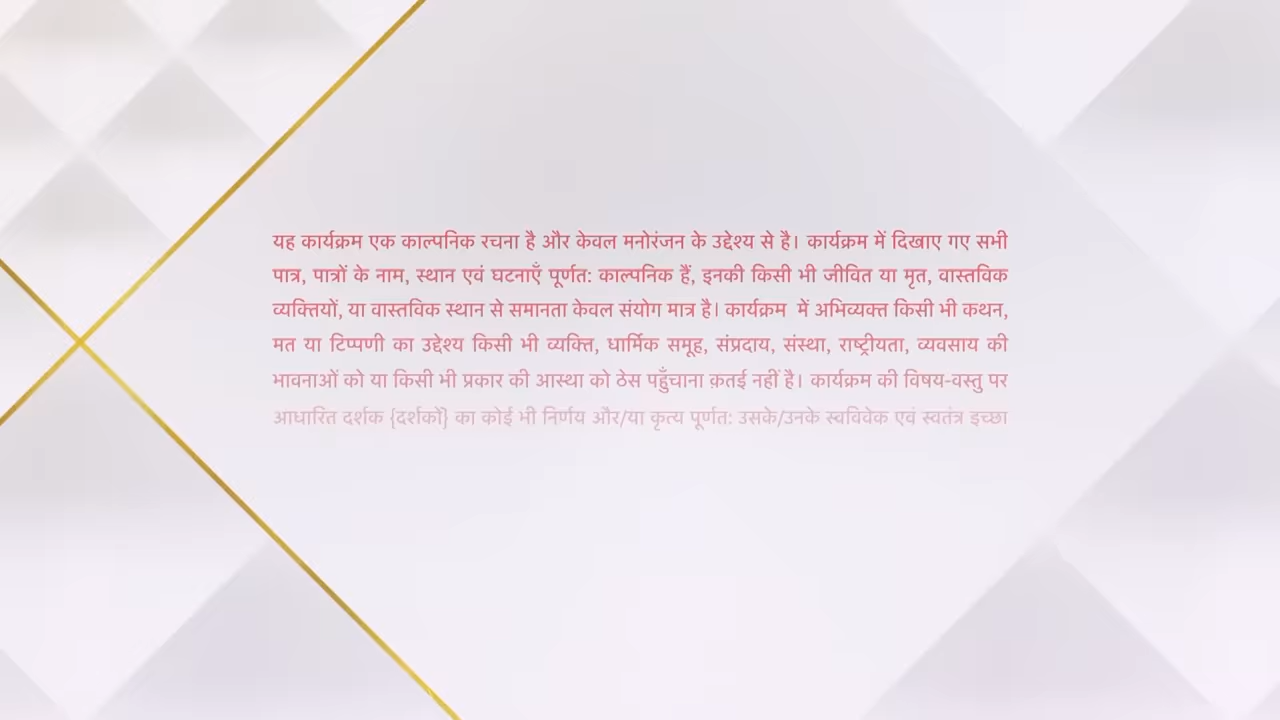 यह कार्यक्रम एक काल्पनिक रचना है और केवल मनोरंजन के उद्देश्य से है। कार्यक्रम में दिखाए गए सभी
पात्र, पात्रों के नाम, स्थान एवं घटनाएँ पूर्णत: काल्पनिक हैं, इनकी किसी भी जीवित या मृत, वास्तविक
व्यक्तियों, या वास्तविक स्थान से समानता केवल संयोग मात्र है। कार्यक्रम में अभिव्यक्त किसी भी कथन,
मत या टिप्पणी का उद्देश्य किसी भी व्यक्ति, धार्मिक समूह, संप्रदाय, संस्था, राष्ट्रीयता, व्यवसाय की
भावनाओं को या किसी भी प्रकार की आस्था को ठेस पहुँचाना क़तई नहीं है। कार्यक्रम की विषय-वस्तु पर
आधारित दर्शक {दर्शकों} का कोई भी निर्णय और/या कृत्य पूर्णत: उसके/उनके स्वविवेक एवं स्वतंत्र इच्छा